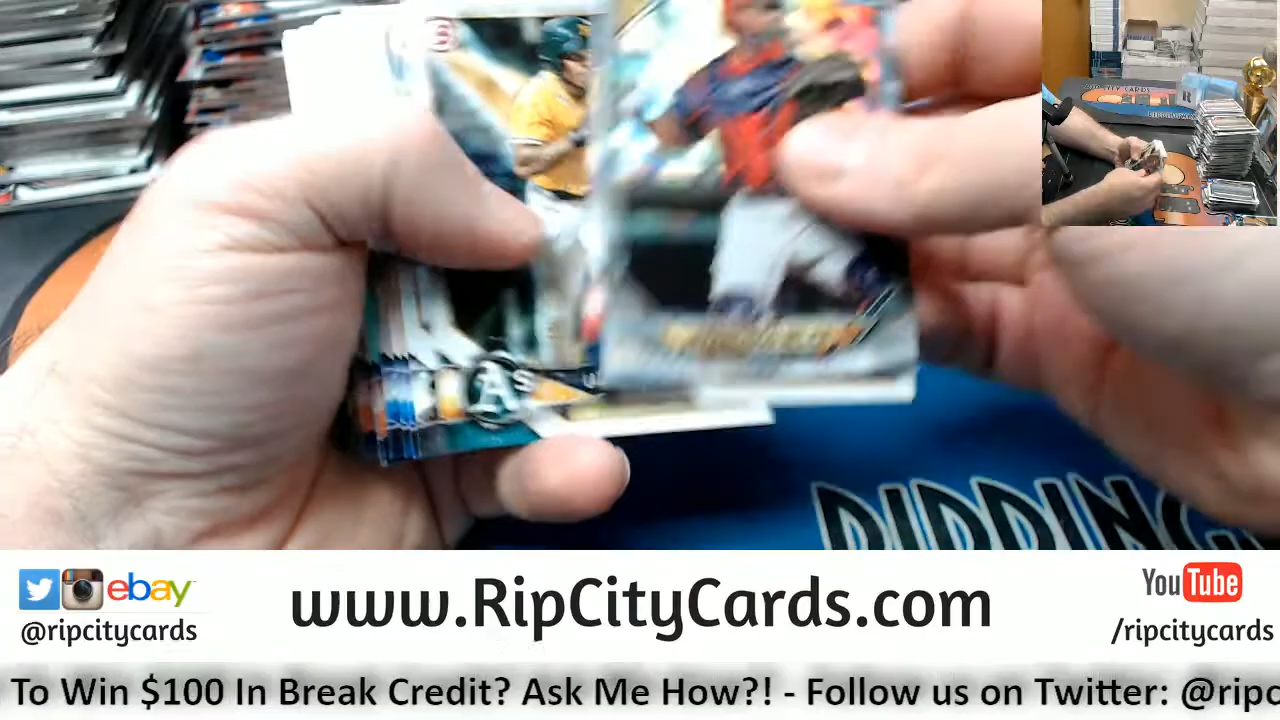 A's
RIPPING
ebay
@ripcitycards
www.RipCityCards.com
YouTube
/ripcitycards
To Win $100 In Break Credit? Ask Me How?! - Follow us on Twitter: @ripc